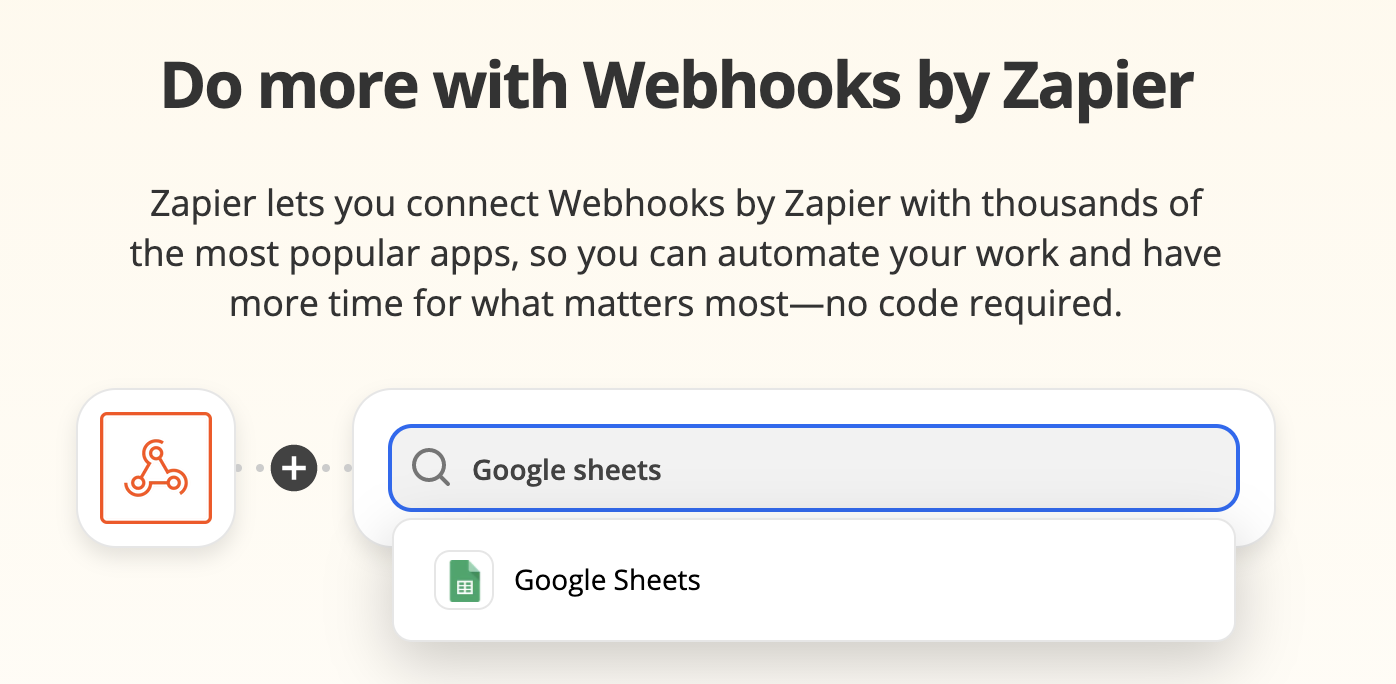 Do more with Webhooks by Zapier
Zapier lets you connect Webhooks by Zapier with thousands of
the most popular apps, so you can automate your work and have
more time for what matters most—no code required.
Google sheets
Google Sheets